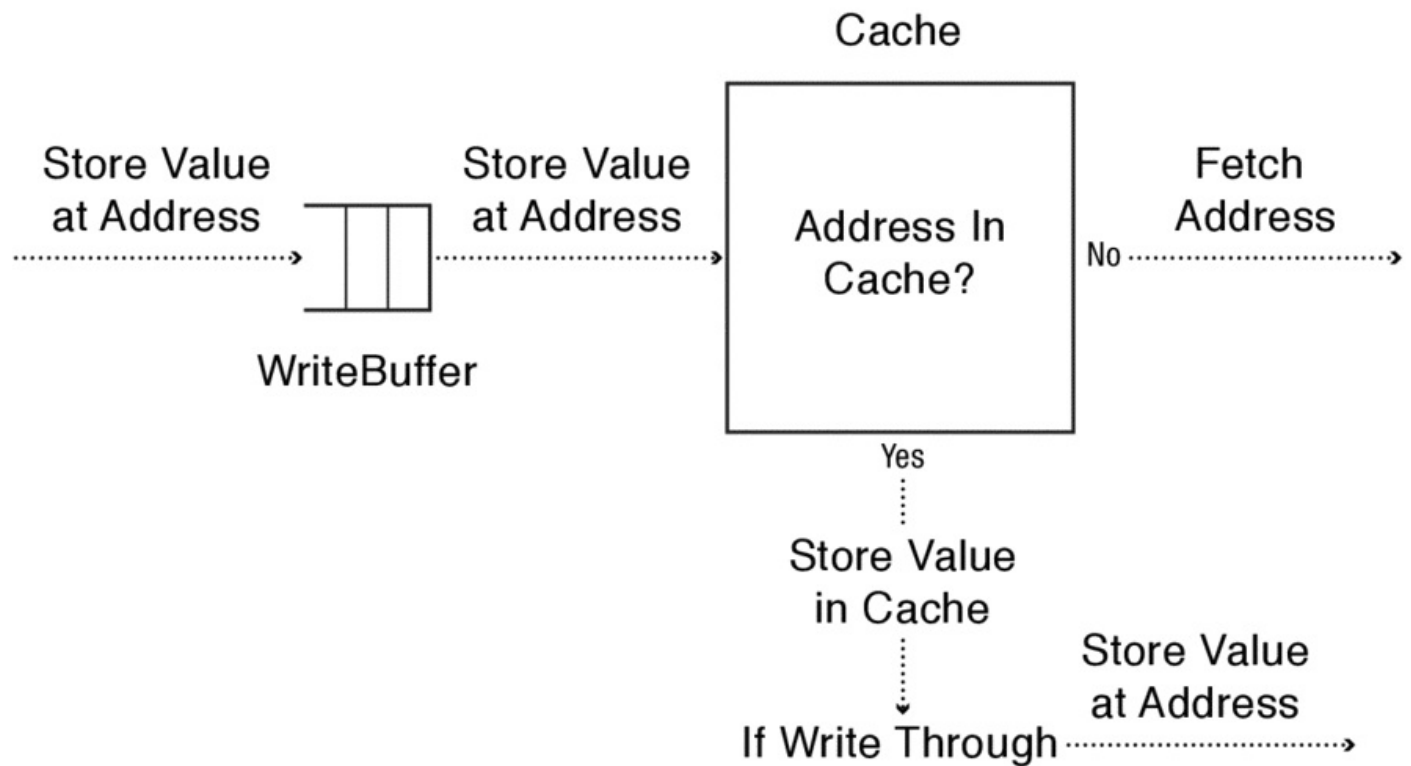 Cache
Store Value
at Address
Store Value
at Address
Fetch
Address
Address In
Cache?
No
WriteBuffer
Yes
Store Value
in Cache
Store Value
at Address
If Write Through